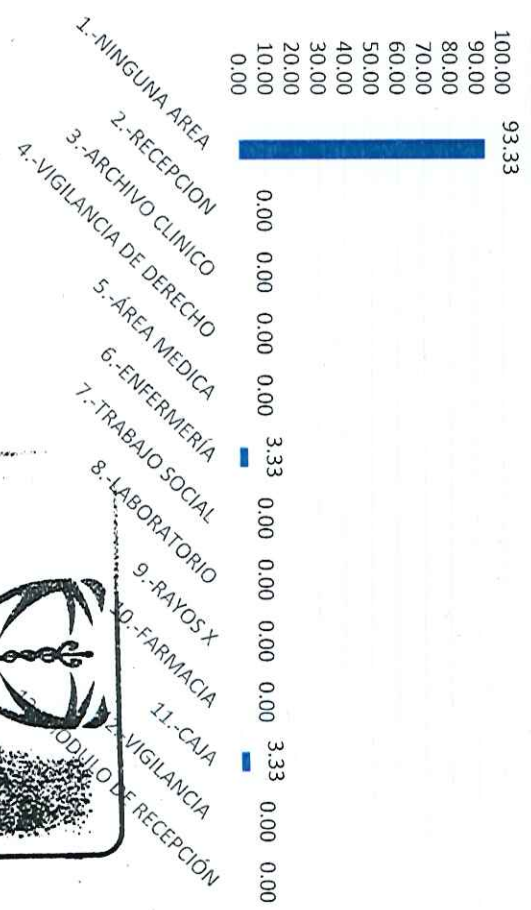 93.33
100.00
90.00
80.00
70.00
60.00
50.00
40.00
30.00
20.00
10.00
0.00
0.00 0.00 0.00 0.00 3.33 0.00 0.00 0.00 0.00 3.33 0.00 0.00
1.-NINGUNA AREA
2.-RECEPCION
3.-ARCHIVO CLINICO
4.-VIGILANCIA DE DERECHO
5.-ÁREA MEDICA
6.-ENFERMERÍA
7.-TRABAJO SOCIAL
8.-LABORATORIO
9.-RAYOS X
10.-FARMACIA
11.-CAJA
2.-VIGILANCIA
ODULO DE RECEPCIÓN